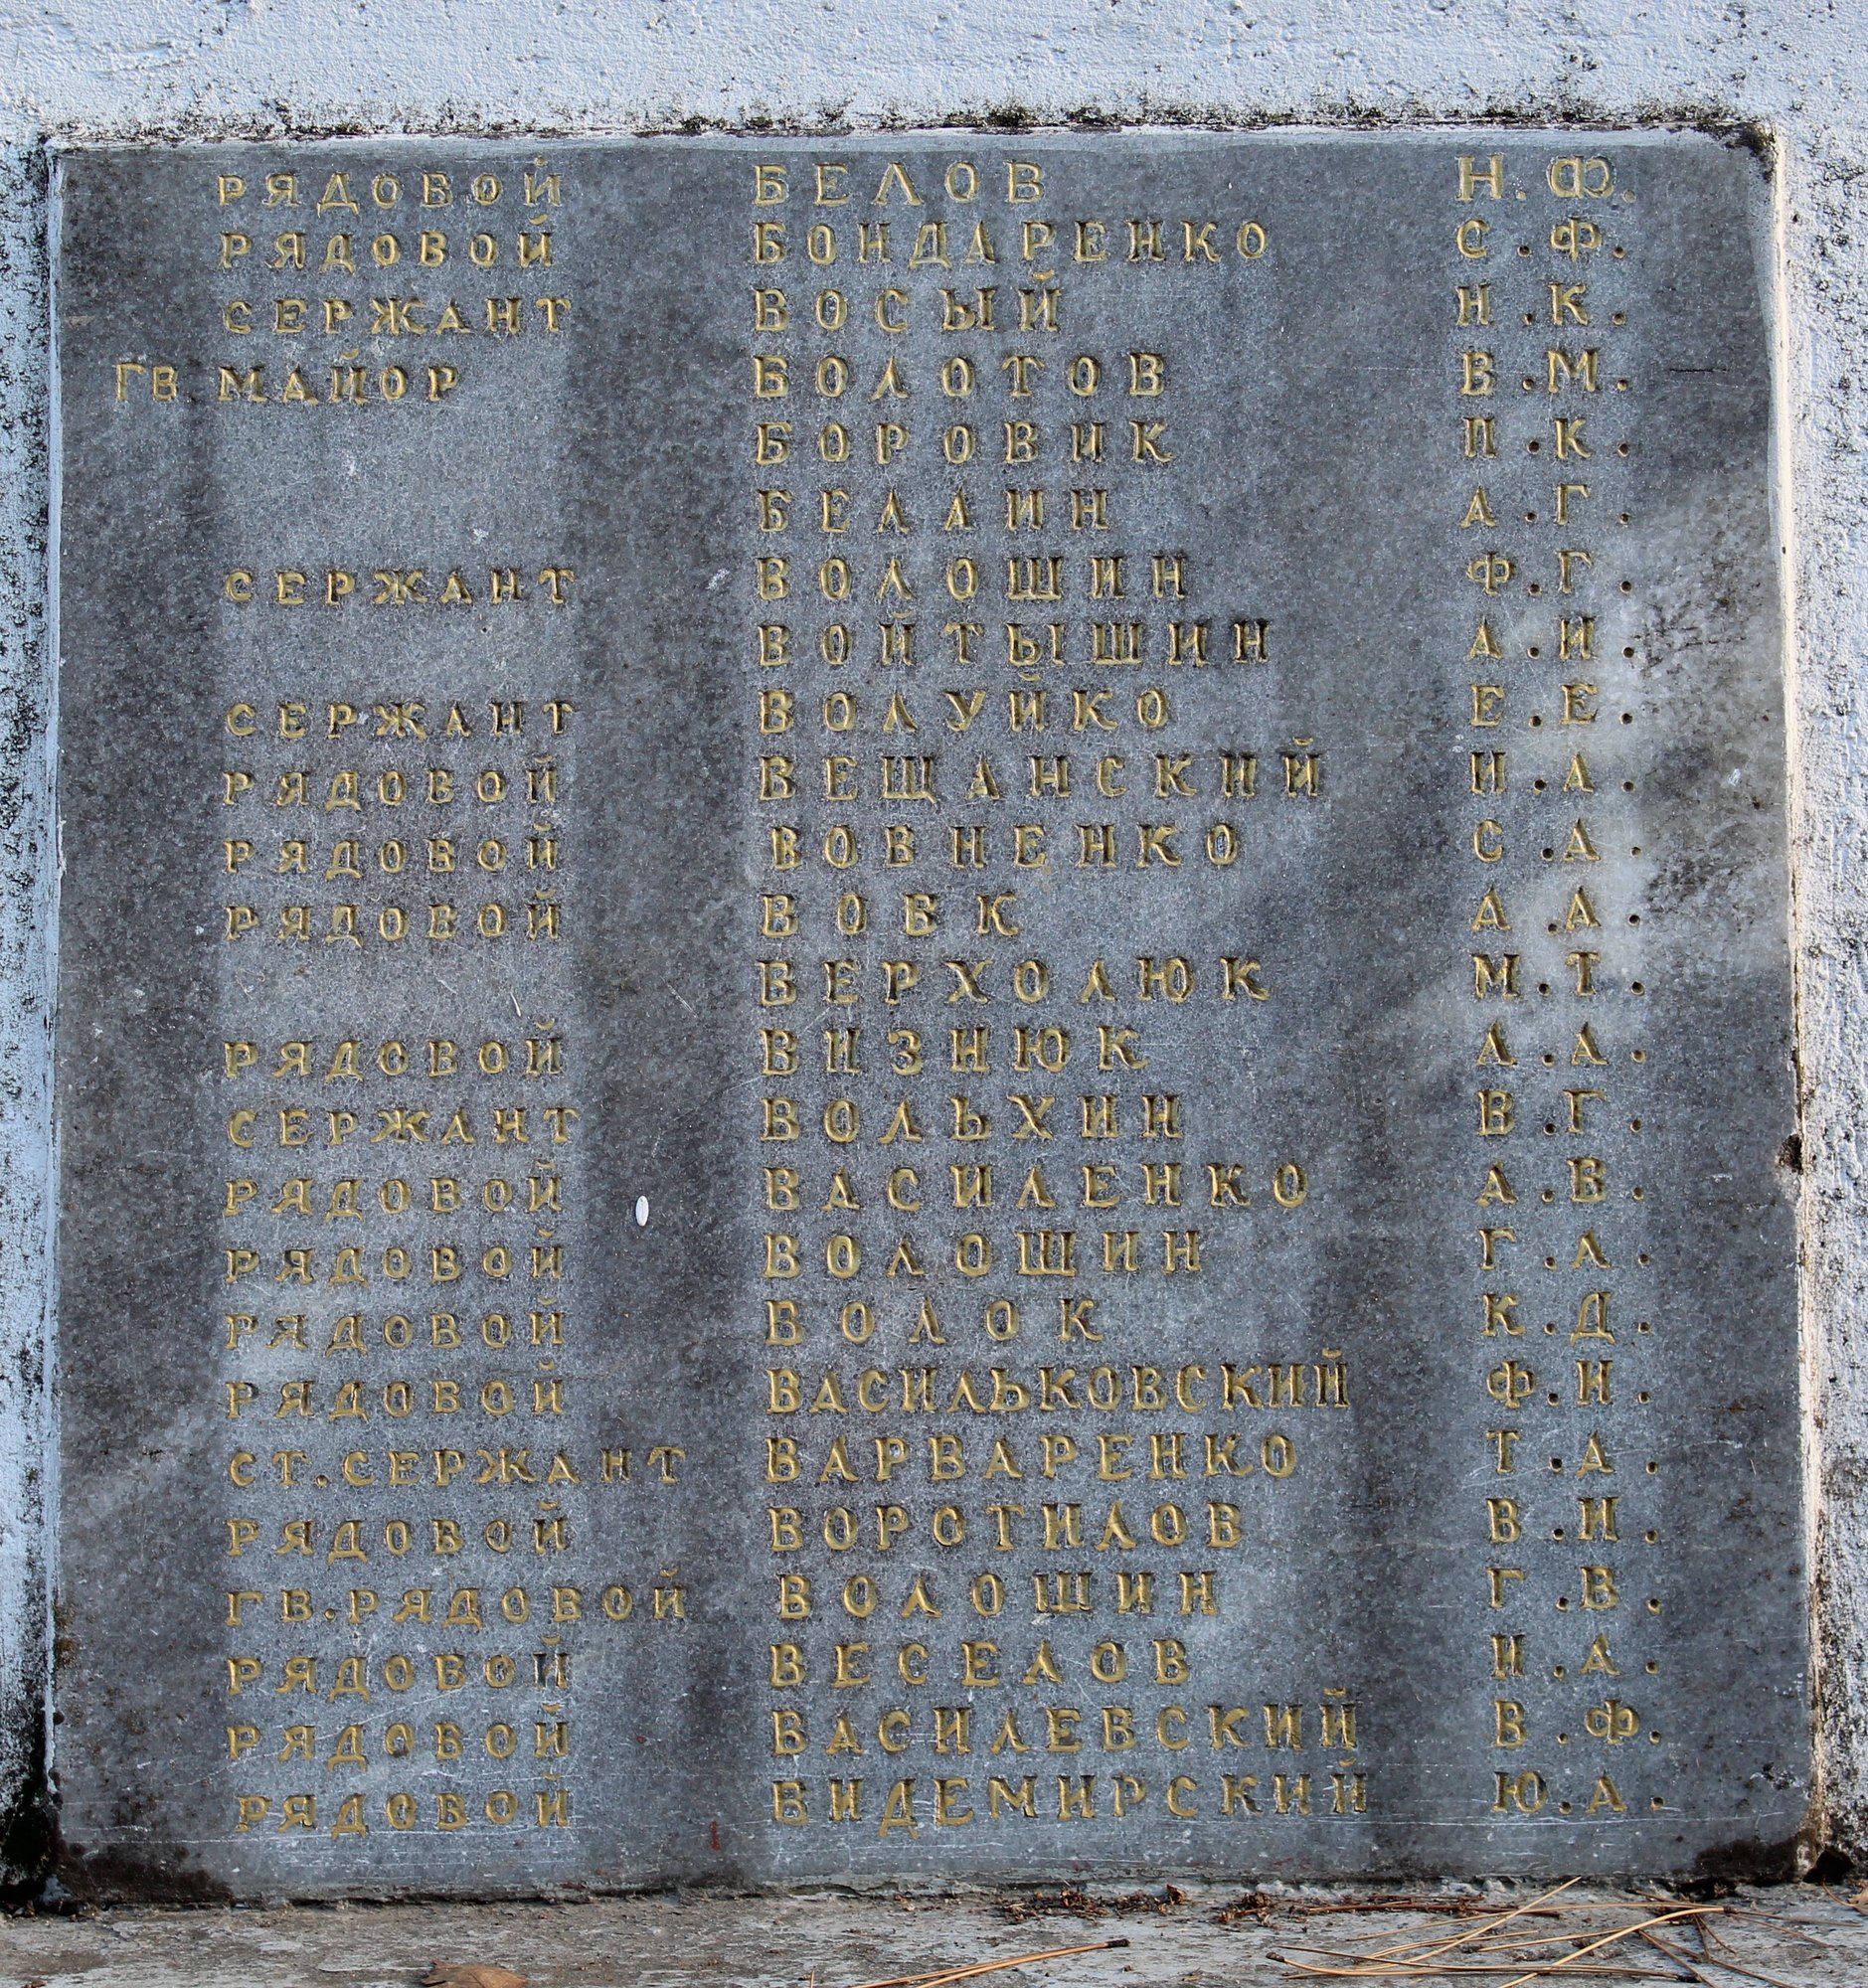 РЯДОВОЙ БЕЛОВ Н.Ф.
РЯДОВОЙ БОНДАРЕНКО С.Ф.
СЕРЖАНТ ВОСЫЙ Н.К.
ГВ. МАЙОР БОЛОТОВ В.М.
БОРОВИК П.К.
БЕЛЛИН А.Г.
СЕРЖАНТ ВОЛОШИН Ф.Г.
ВОЙТЫШИН А.И.
СЕРЖАНТ ВОЛУЙКО Е.Е.
РЯДОВОЙ ВЕЩАНСКИЙ И.А.
РЯДОВОЙ ВОВНЕНКО С.А.
РЯДОВОЙ ВОВК А.А.
ВЕРХОЛЮК М.Т.
РЯДОВОЙ ВИЗНЮК А.А.
СЕРЖАНТ ВОЛЬХИН В.Г.
РЯДОВОЙ ВАСИЛЕНКО А.В.
РЯДОВОЙ ВОЛОШИН Г.Л.
РЯДОВОЙ ВОЛОК К.Д.
РЯДОВОЙ ВАСИЛЬКОВСКИЙ Ф.И.
СТ.СЕРЖАНТ ВАРВАРЕНКО Т.А.
РЯДОВОЙ ВОРОТИЛОВ В.И.
ГВ.РЯДОВОЙ ВОЛОШИН Г.В.
РЯДОВОЙ ВЕСЕЛОВ И.А.
РЯДОВОЙ ВАСИЛЕВСКИЙ В.Ф.
РЯДОВОЙ ВИДЕМИРСКИЙ Ю.А.